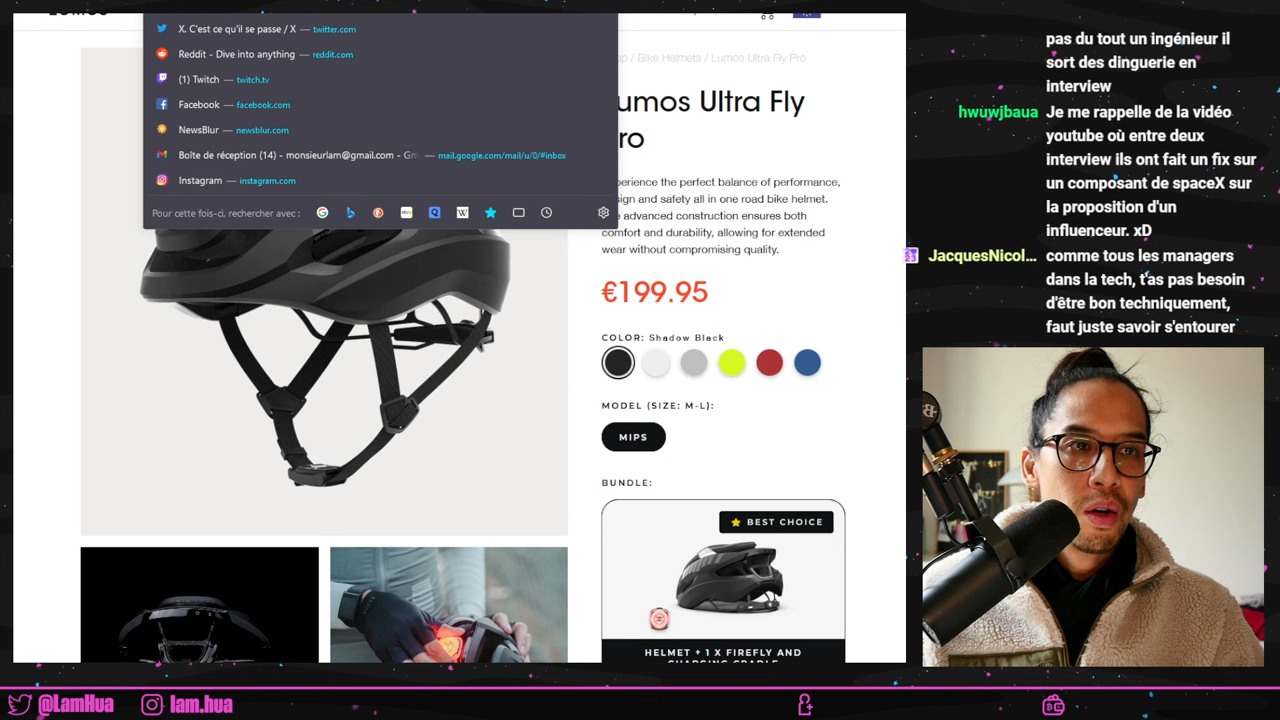 X. C'est ce qu'il se passe / X — twitter.com
Reddit - Dive into anything — reddit.com
(1) Twitch — twitch.tv
Facebook — facebook.com
NewsBlur — newsblur.com
Boîte de réception (14) - monsieurlam@gmail.com - Gm — mail.google.com/mail/u/0/#inbox
Instagram — instagram.com
Pour cette fois-ci, rechercher avec :
/ Bike Helmets / Lumos Ultra Fly Pro
umos Ultra Fly
ro
perience the perfect balance of performance,
sign and safety all in one road bike helmet.
advanced construction ensures both
comfort and durability, allowing for extended
wear without compromising quality.
€199.95
COLOR: Shadow Black
MODEL (SIZE: M-L):
MIPS
BUNDLE:
BEST CHOICE
HELMET + 1 X FIREFLY AND
CHARGING CRADLE
pas du tout un ingénieur il
sort des dinguerie en
interview
hwuwjbaua Je me rappelle de la vidéo
youtube où entre deux
interview ils ont fait un fix sur
un composant de spaceX sur
la proposition d'un
influenceur. xD
JacquesNicol... comme tous les managers
dans la tech, t'as pas besoin
d'être bon techniquement,
faut juste savoir s'entourer
@LamHua
lam.hua